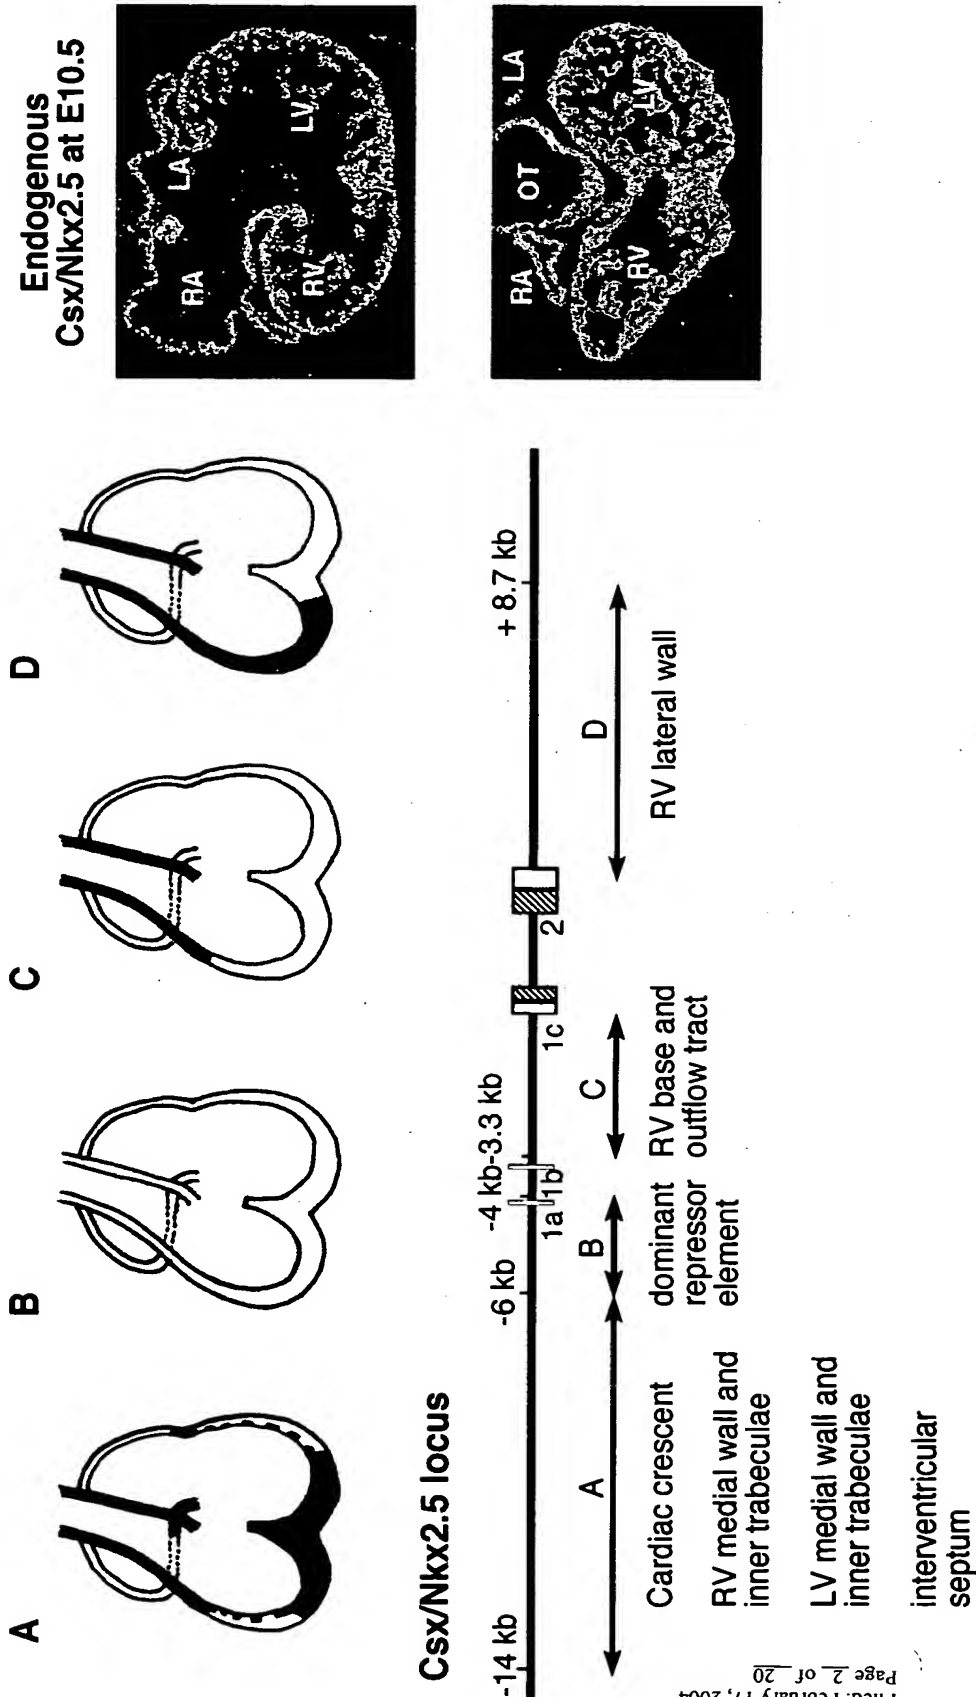 A
B
C
D
Endogenous
Csx/Nkx2.5 at E10.5
RA
LA
RV
LV
RA
OT
LA
RV
LV
Csx/Nkx2.5 locus
-14 kb
-6 kb
-4 kb
-3.3 kb
+ 8.7 kb
1a
1b
1c
2
A
B
C
D
Cardiac crescent
RV medial wall and
inner trabeculae
LV medial wall and
inner trabeculae
interventricular
septum
dominant
repressor
element
RV base and
outflow tract
RV lateral wall
Page 2 of 20